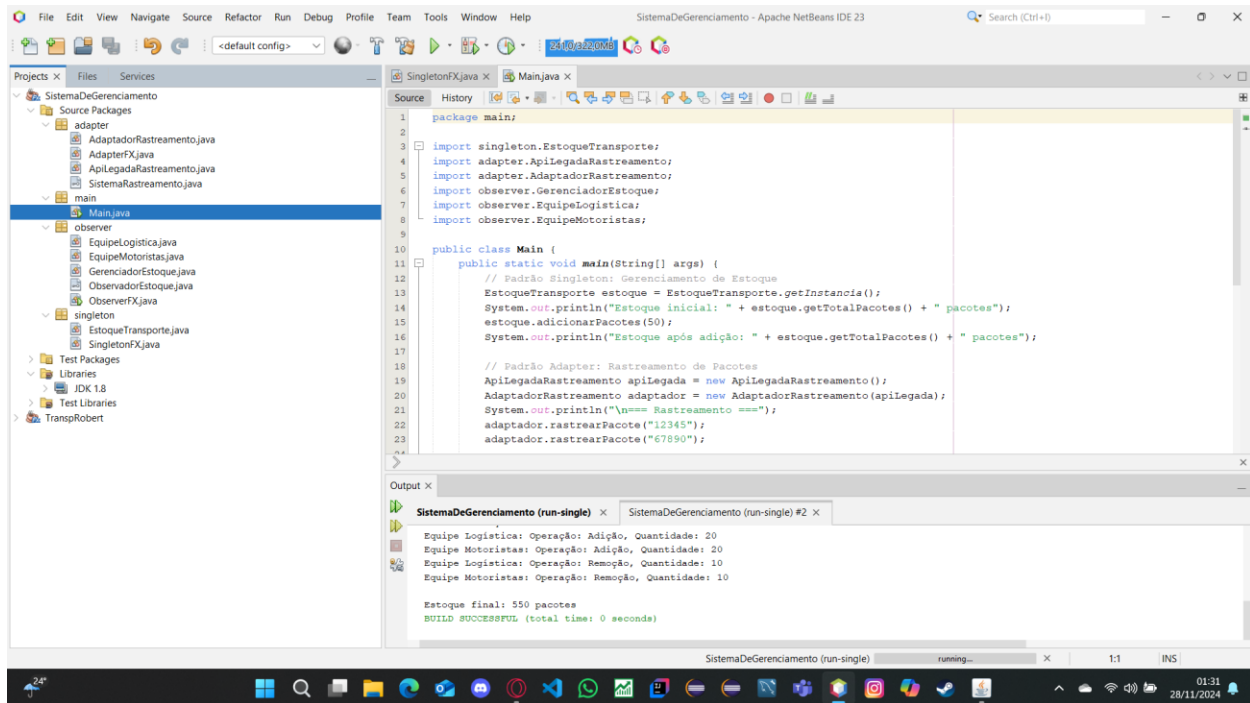 File Edit View Navigate Source Refactor Run Debug Profile Team Tools Window Help
SistemaDeGerenciamento - Apache NetBeans IDE 23
Search (Ctrl+I)
<default config>
241,0/322,0MB
Projects Files Services
SistemaDeGerenciamento
Source Packages
adapter
AdaptadorRastreamento.java
AdapterFX.java
ApiLegadaRastreamento.java
SistemaRastreamento.java
main
Main.java
observer
EquipeLogistica.java
EquipeMotoristas.java
GerenciadorEstoque.java
ObservadorEstoque.java
ObserverFX.java
singleton
EstoqueTransporte.java
SingletonFX.java
Test Packages
Libraries
JDK 1.8
Test Libraries
TranspRobert
SingletonFX.java Main.java
Source History
1 package main;
2
3 import singleton.EstoqueTransporte;
4 import adapter.ApiLegadaRastreamento;
5 import adapter.AdaptadorRastreamento;
6 import observer.GerenciadorEstoque;
7 import observer.EquipeLogistica;
8 import observer.EquipeMotoristas;
9
10 public class Main {
11 public static void main(String[] args) {
12 // Padrão Singleton: Gerenciamento de Estoque
13 EstoqueTransporte estoque = EstoqueTransporte.getInstancia();
14 System.out.println("Estoque inicial: " + estoque.getTotalPacotes() + " pacotes");
15 estoque.adicionarPacotes(50);
16 System.out.println("Estoque após adição: " + estoque.getTotalPacotes() + " pacotes");
17
18 // Padrão Adapter: Rastreamento de Pacotes
19 ApiLegadaRastreamento apiLegada = new ApiLegadaRastreamento();
20 AdaptadorRastreamento adaptador = new AdaptadorRastreamento(apiLegada);
21 System.out.println("\n=== Rastreamento ===");
22 adaptador.rastrearPacote("12345");
23 adaptador.rastrearPacote("67890");
Output
SistemaDeGerenciamento (run-single) SistemaDeGerenciamento (run-single) #2
Equipe Logística: Operação: Adição, Quantidade: 20
Equipe Motoristas: Operação: Adição, Quantidade: 20
Equipe Logística: Operação: Remoção, Quantidade: 10
Equipe Motoristas: Operação: Remoção, Quantidade: 10
Estoque final: 550 pacotes
BUILD SUCCESSFUL (total time: 0 seconds)
SistemaDeGerenciamento (run-single) running... 1:1 INS
24°
01:31
28/11/2024